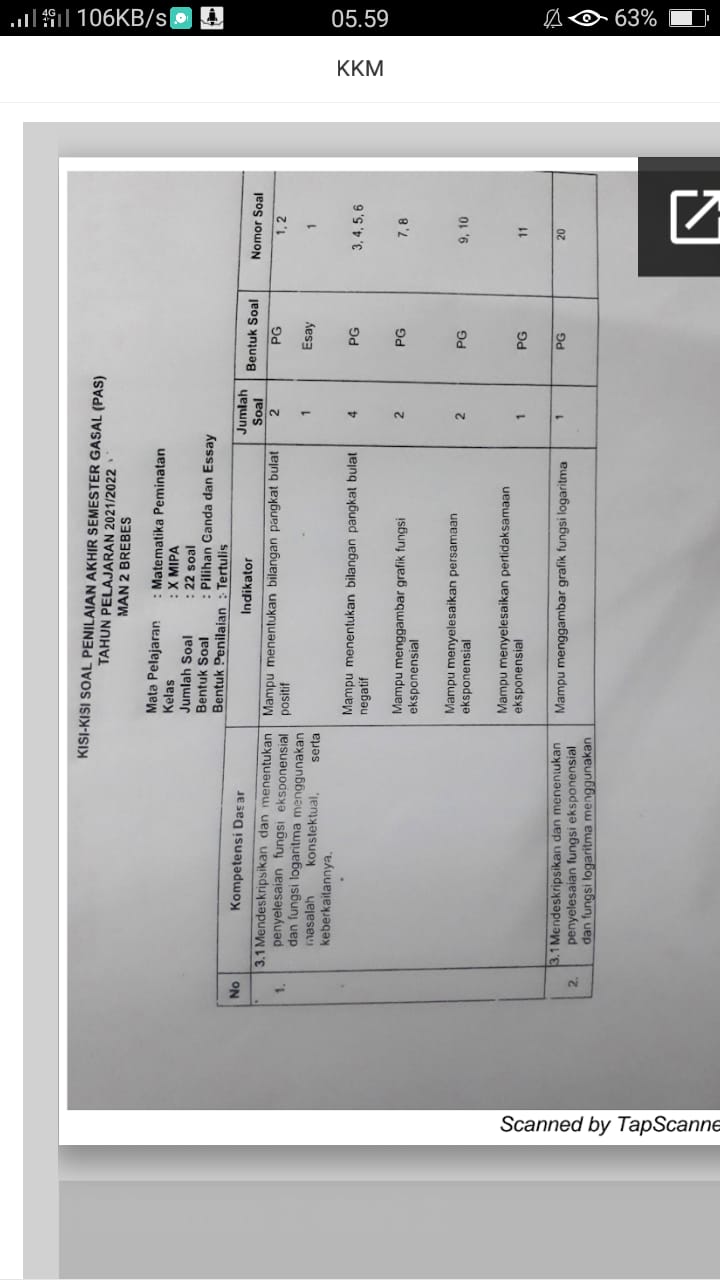 4G 106KB/s 05.59 63%
KKM
KISI-KISI SOAL PENILAIAN AKHIR SEMESTER GASAL (PAS)
TAHUN PELAJARAN 2021/2022
MAN 2 BREBES
Mata Pelajaran : Matematika Peminatan
Kelas : X MIPA
Jumlah Soal : 22 soal
Bentuk Soal : Pilihan Ganda dan Essay
Bentuk Penilaian : Tertulis
No Kompetensi Dasar Indikator Jumlah Soal Bentuk Soal Nomor Soal
1. 3.1 Mendeskripsikan dan menentukan
penyelesaian fungsi eksponensial
dan fungsi logaritma menggunakan
masalah konstektual, serta
keberkaitannya.
Mampu menentukan bilangan pangkat bulat
positif
2 PG 1, 2
1 Esay 1
Mampu menentukan bilangan pangkat bulat
negatif
4 PG 3, 4, 5, 6
Mampu menggambar grafik fungsi
eksponensial
2 PG 7, 8
Mampu menyelesaikan persamaan
eksponensial
2 PG 9, 10
Mampu menyelesaikan pertidaksamaan
eksponensial
1 PG 11
2. 3.1 Mendeskripsikan dan menentukan
penyelesaian fungsi eksponensial
dan fungsi logaritma menggunakan
Mampu menggambar grafik fungsi logaritma
1 PG 20
Scanned by TapScanne